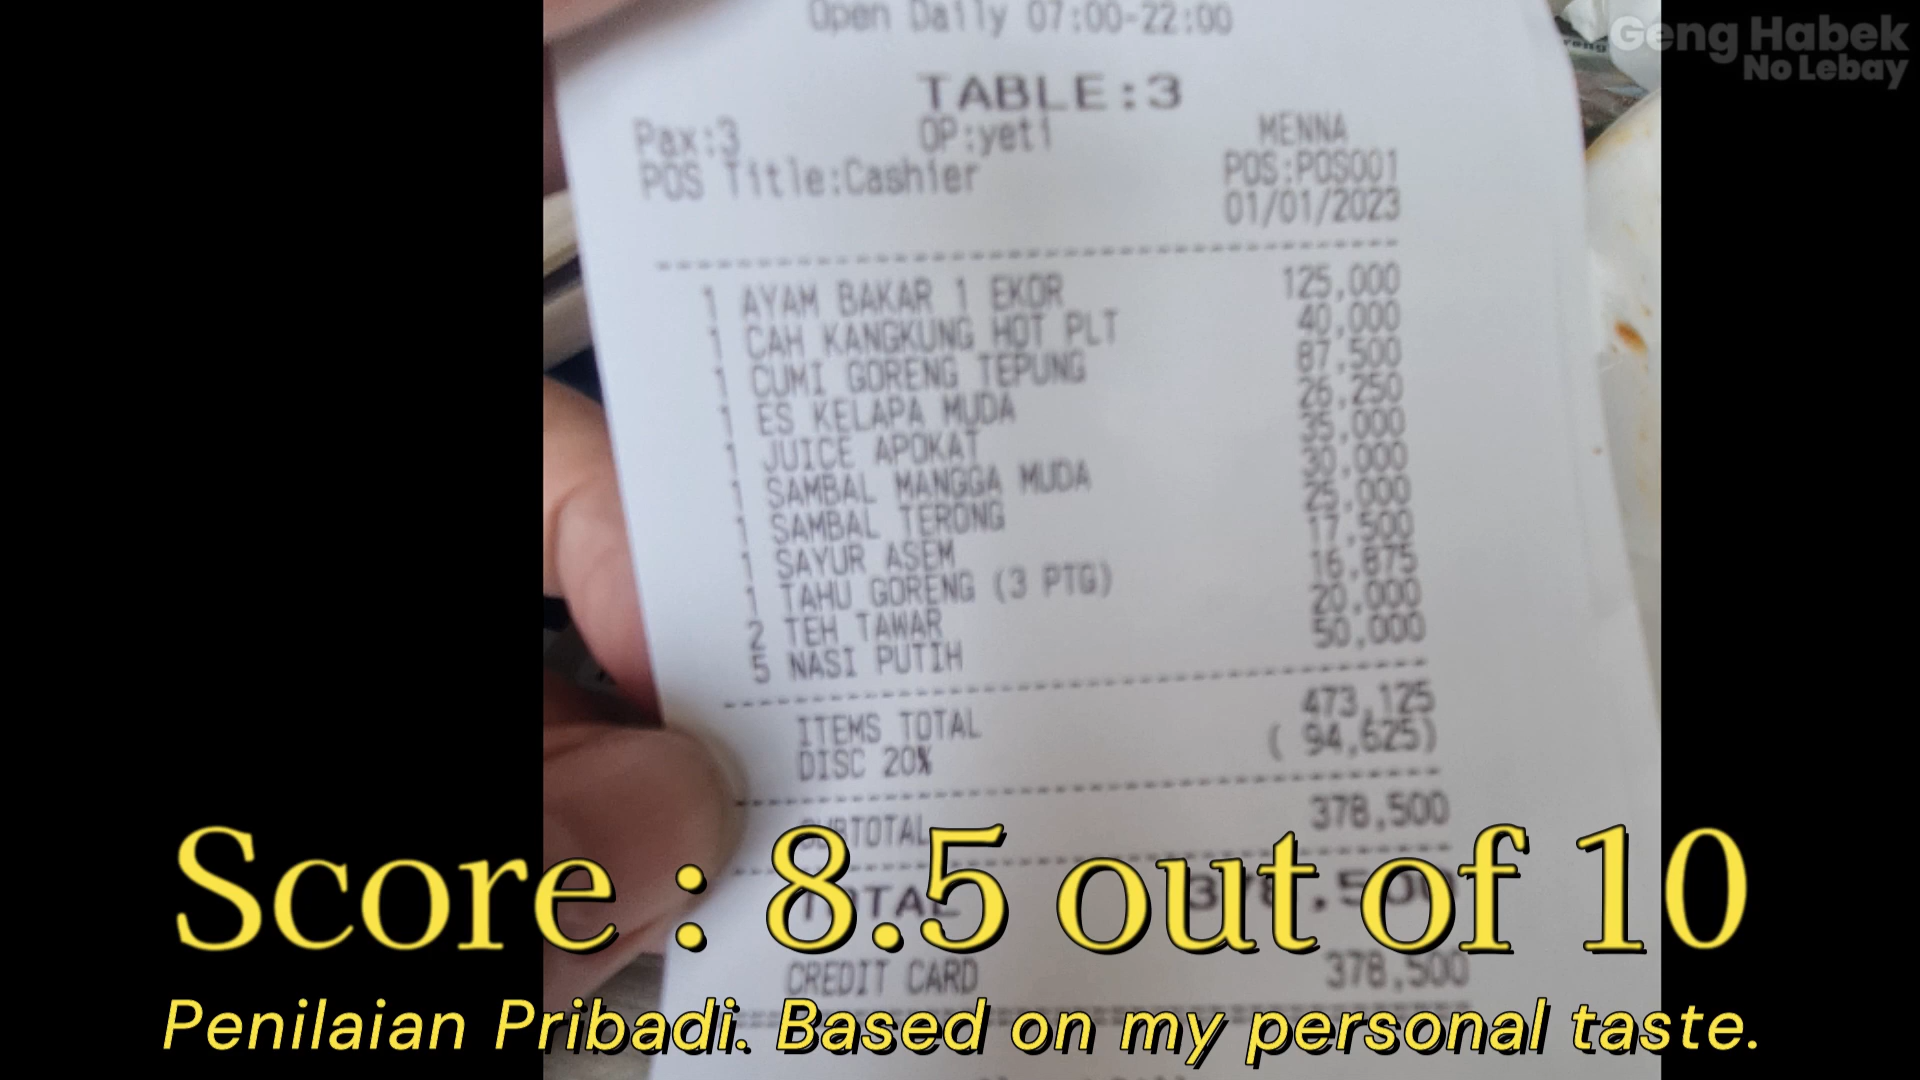 Open Daily 07:00-22:00
Geng Habek
No Lebay
TABLE:3
Pax:3 OP:yeti MENNA
POS Title:Cashier POS:POS001
01/01/2023
1 AYAM BAKAR 1 EKOR 125,000
1 CAH KANGKUNG HOT PLT 40,000
1 CUMI GORENG TEPUNG 87,500
1 ES KELAPA MUDA 26,250
1 JUICE APOKAT 35,000
1 SAMBAL MANGGA MUDA 30,000
1 SAMBAL TERONG 25,000
1 SAYUR ASEM 17,500
1 TAHU GORENG (3 PTG) 16,875
2 TEH TAWAR 20,000
5 NASI PUTIH 50,000
ITEMS TOTAL 473,125
DISC 20% ( 94,625)
SUBTOTAL 378,500
TOTAL 378,500
Score : 8.5 out of 10
CREDIT CARD 378,500
Penilaian Pribadi. Based on my personal taste.